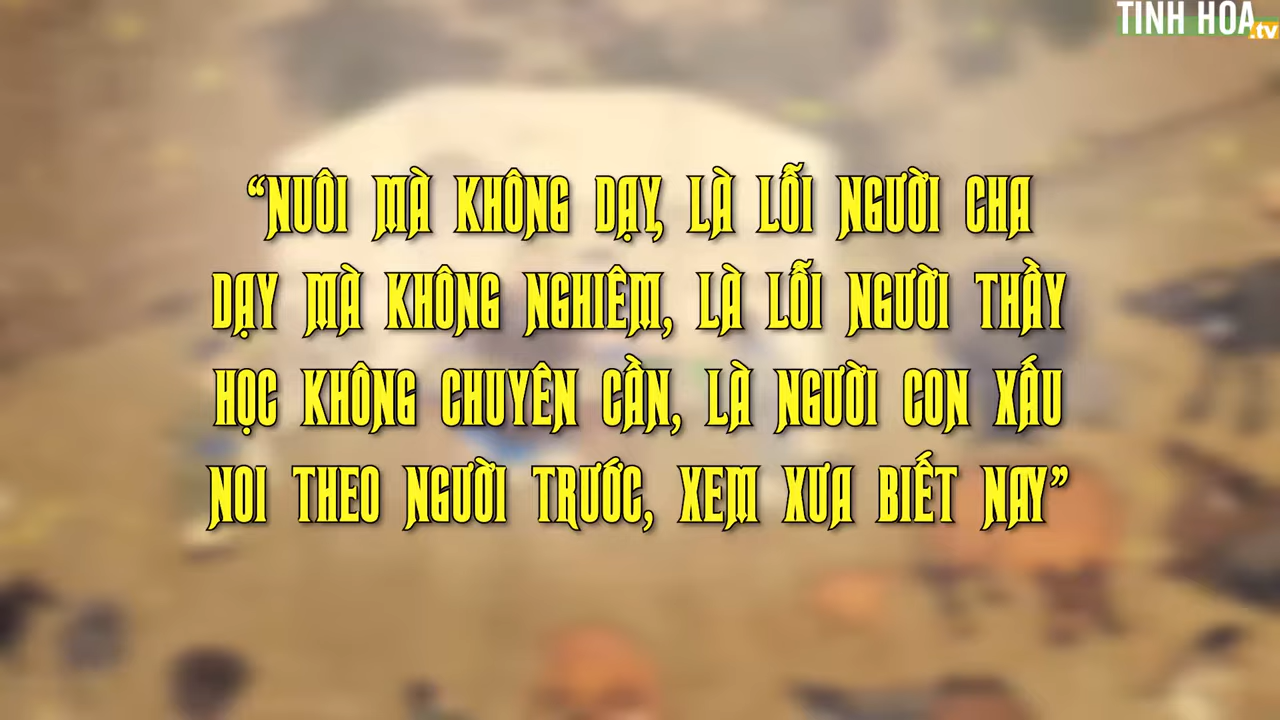 TINH HOA.tv
“NUÔI MÀ KHÔNG DẠY, LÀ LỖI NGƯỜI CHA
DẠY MÀ KHÔNG NGHIÊM, LÀ LỖI NGƯỜI THẦY
HỌC KHÔNG CHUYÊN CẦN, LÀ NGƯỜI CON XẤU
NOI THEO NGƯỜI TRƯỚC, XEM XƯA BIẾT NAY”